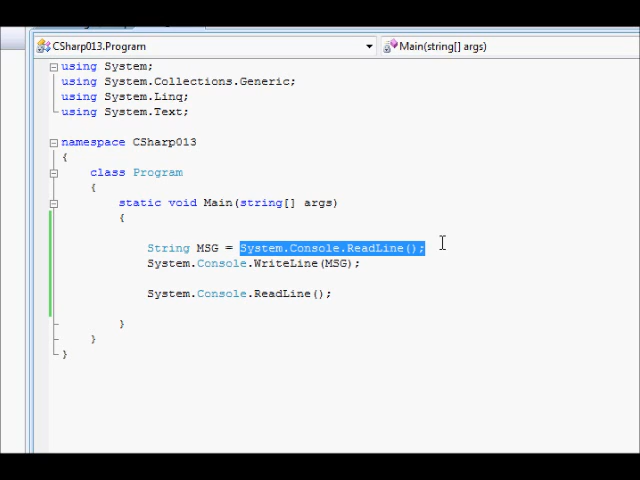 CSharp013.Program
Main(string[] args)
using System;
using System.Collections.Generic;
using System.Linq;
using System.Text;
namespace CSharp013
{
class Program
{
static void Main(string[] args)
{
String MSG = System.Console.ReadLine();
System.Console.WriteLine(MSG);
System.Console.ReadLine();
}
}
}